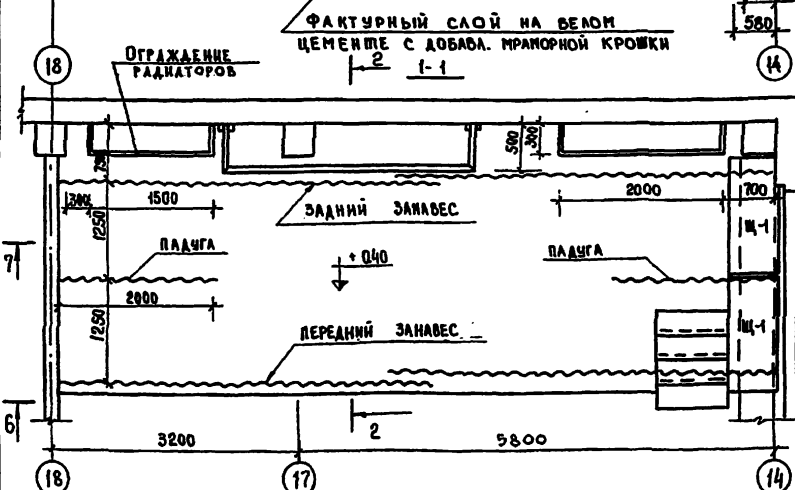 ФАКТУРНЫЙ СЛОЙ НА БЕЛОМ
ЦЕМЕНТЕ С ДОБАВЛ. МРАМОРНОЙ КРОШКИ
580
18
ОГРАЖДЕНИЕ
РАДИАТОРОВ
2
1-1
14
500
300
1500
ЗАДНИЙ ЗАНАВЕС
2000
700
1250
Щ-1
7
ПАДУГА
+ 0.40
ПАДУГА
2000
1250
ПЕРЕДНИЙ ЗАНАВЕС
Щ-1
6
2
3200
5800
18
17
14